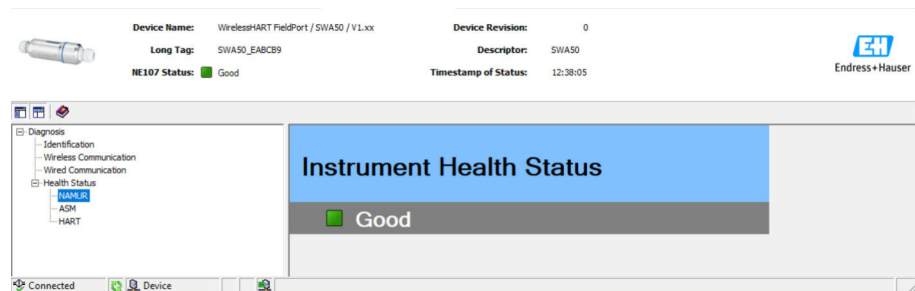 Device Name: WirelessHART FieldPort / SWA50 / V1.xx Device Revision: 0
Long Tag: SWA50_EABCB9 Descriptor: SWA50
NE107 Status: Good Timestamp of Status: 12:38:05
EH
Endress+Hauser
Diagnosis
Identification
Wireless Communication
Wired Communication
Health Status
NAMUR
ASM
HART
Instrument Health Status
Good
Connected Device